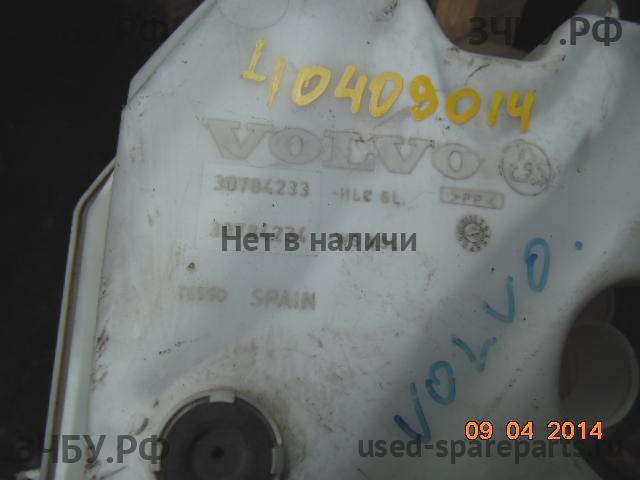 ЗЧБУ.РФ
ЗЧБУ.РФ
L10409014
VOLVO
30784233 -HLC 6L.
>PP<
30784234
Нет в наличи
SPAIN
VOLVO.
09 04 2014
ЗЧБУ.РФ
used-spareparts.ru